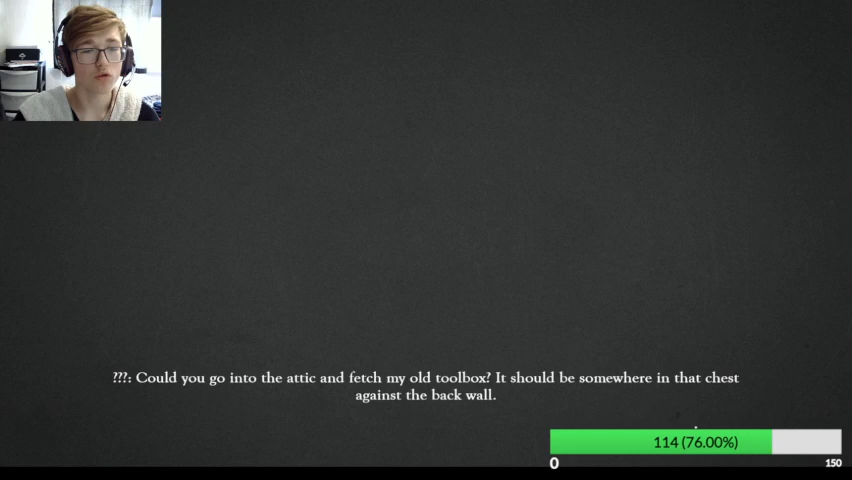 ???: Could you go into the attic and fetch my old toolbox? It should be somewhere in that chest
against the back wall.
114 (76.00%)
0
150